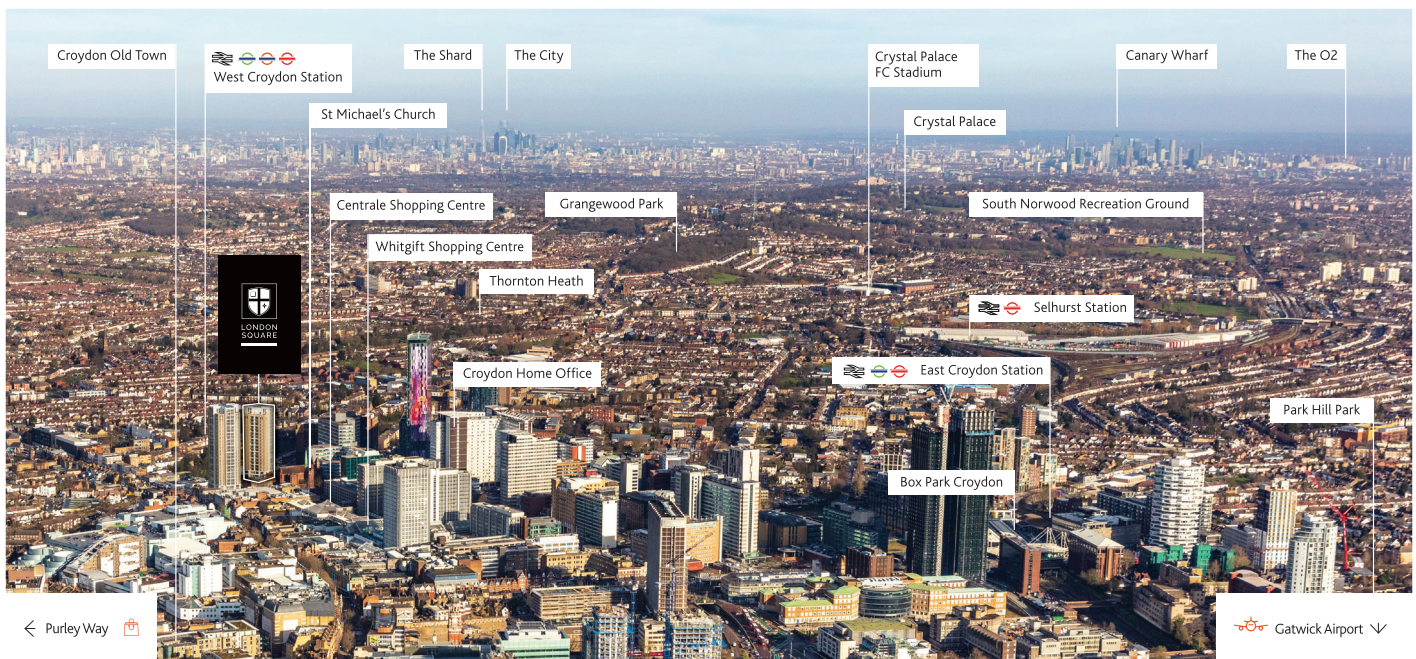 Croydon Old Town
West Croydon Station
The Shard
The City
Crystal Palace
FC Stadium
Canary Wharf
The O2
St Michael's Church
Crystal Palace
Centrale Shopping Centre
Grangewood Park
South Norwood Recreation Ground
Whitgift Shopping Centre
Thornton Heath
LONDON
SQUARE
Selhurst Station
Croydon Home Office
East Croydon Station
Park Hill Park
Box Park Croydon
Purley Way
Gatwick Airport